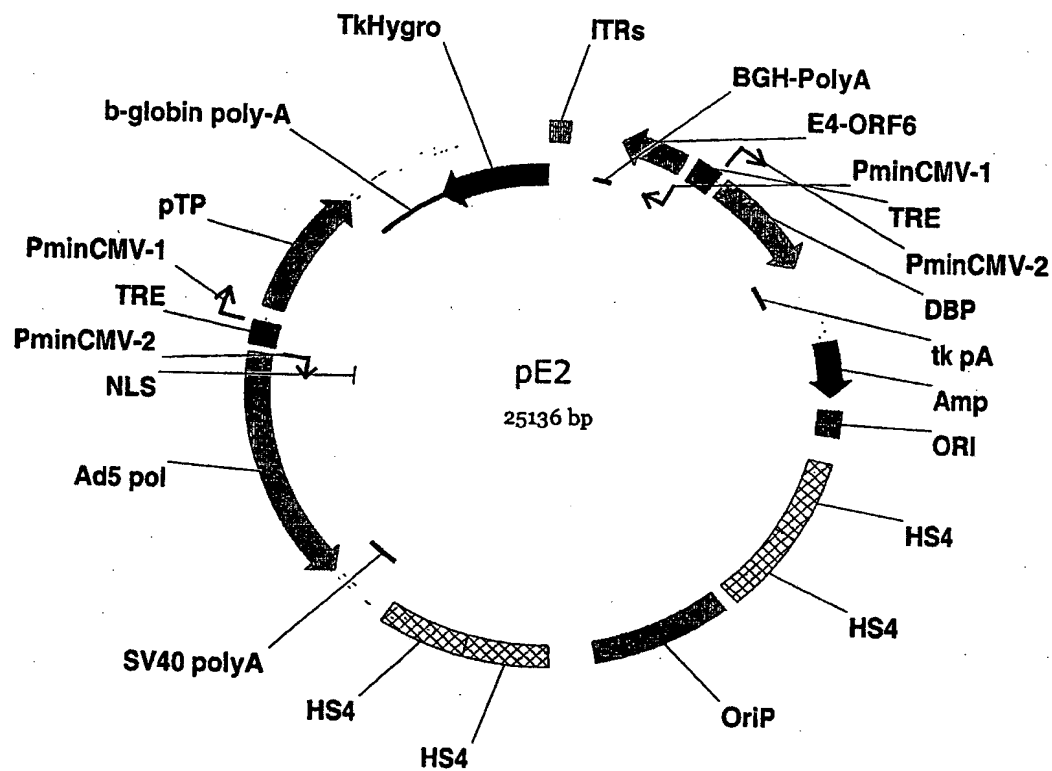 TkHygro
ITRs
BGH-PolyA
b-globin poly-A
E4-ORF6
PminCMV-1
pTP
TRE
PminCMV-1
PminCMV-2
TRE
DBP
PminCMV-2
tk pA
NLS
pE2
Amp
25136 bp
ORI
Ad5 pol
HS4
HS4
SV40 polyA
OriP
HS4
HS4